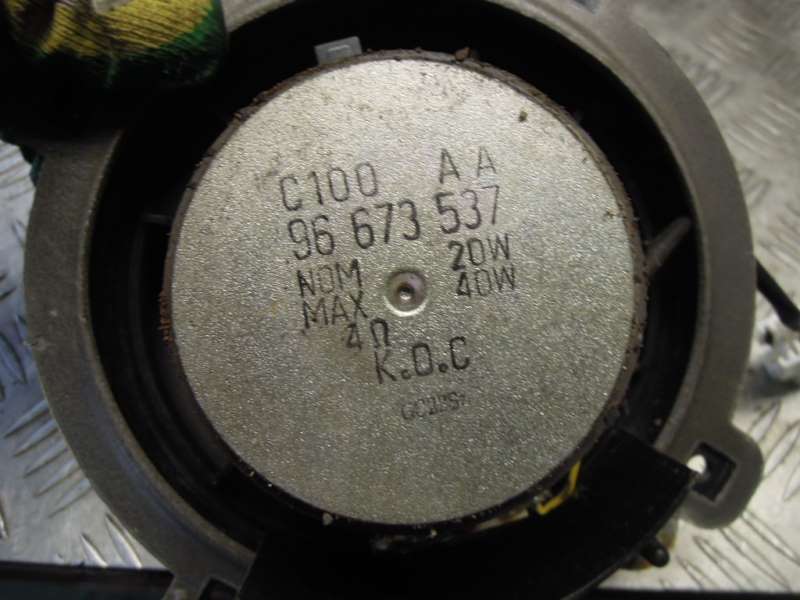 C100 AA
96 673 537
NOM 20W
MAX 40W
4Ω
K.O.C